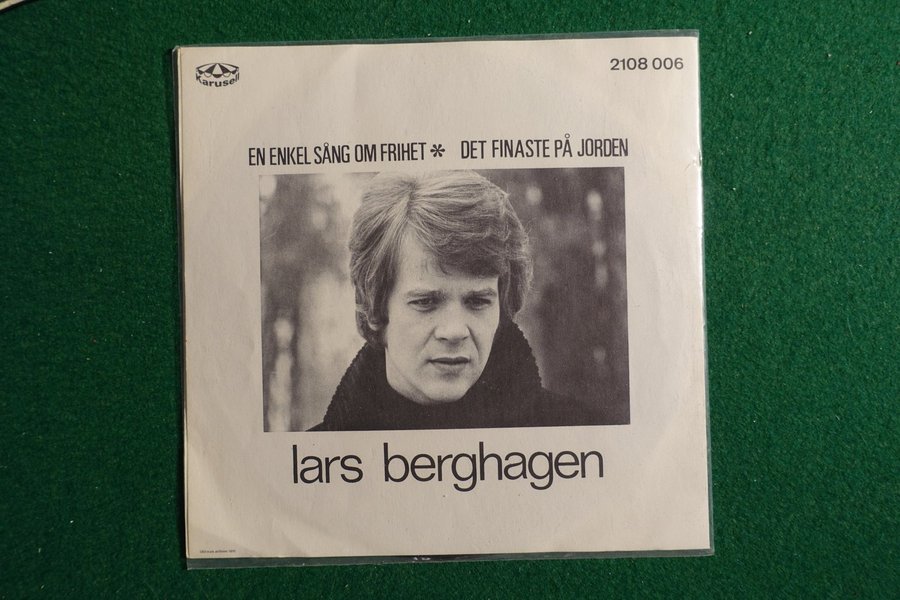 Karusell
2108 006
EN ENKEL SÅNG OM FRIHET * DET FINASTE PÅ JORDEN
lars berghagen